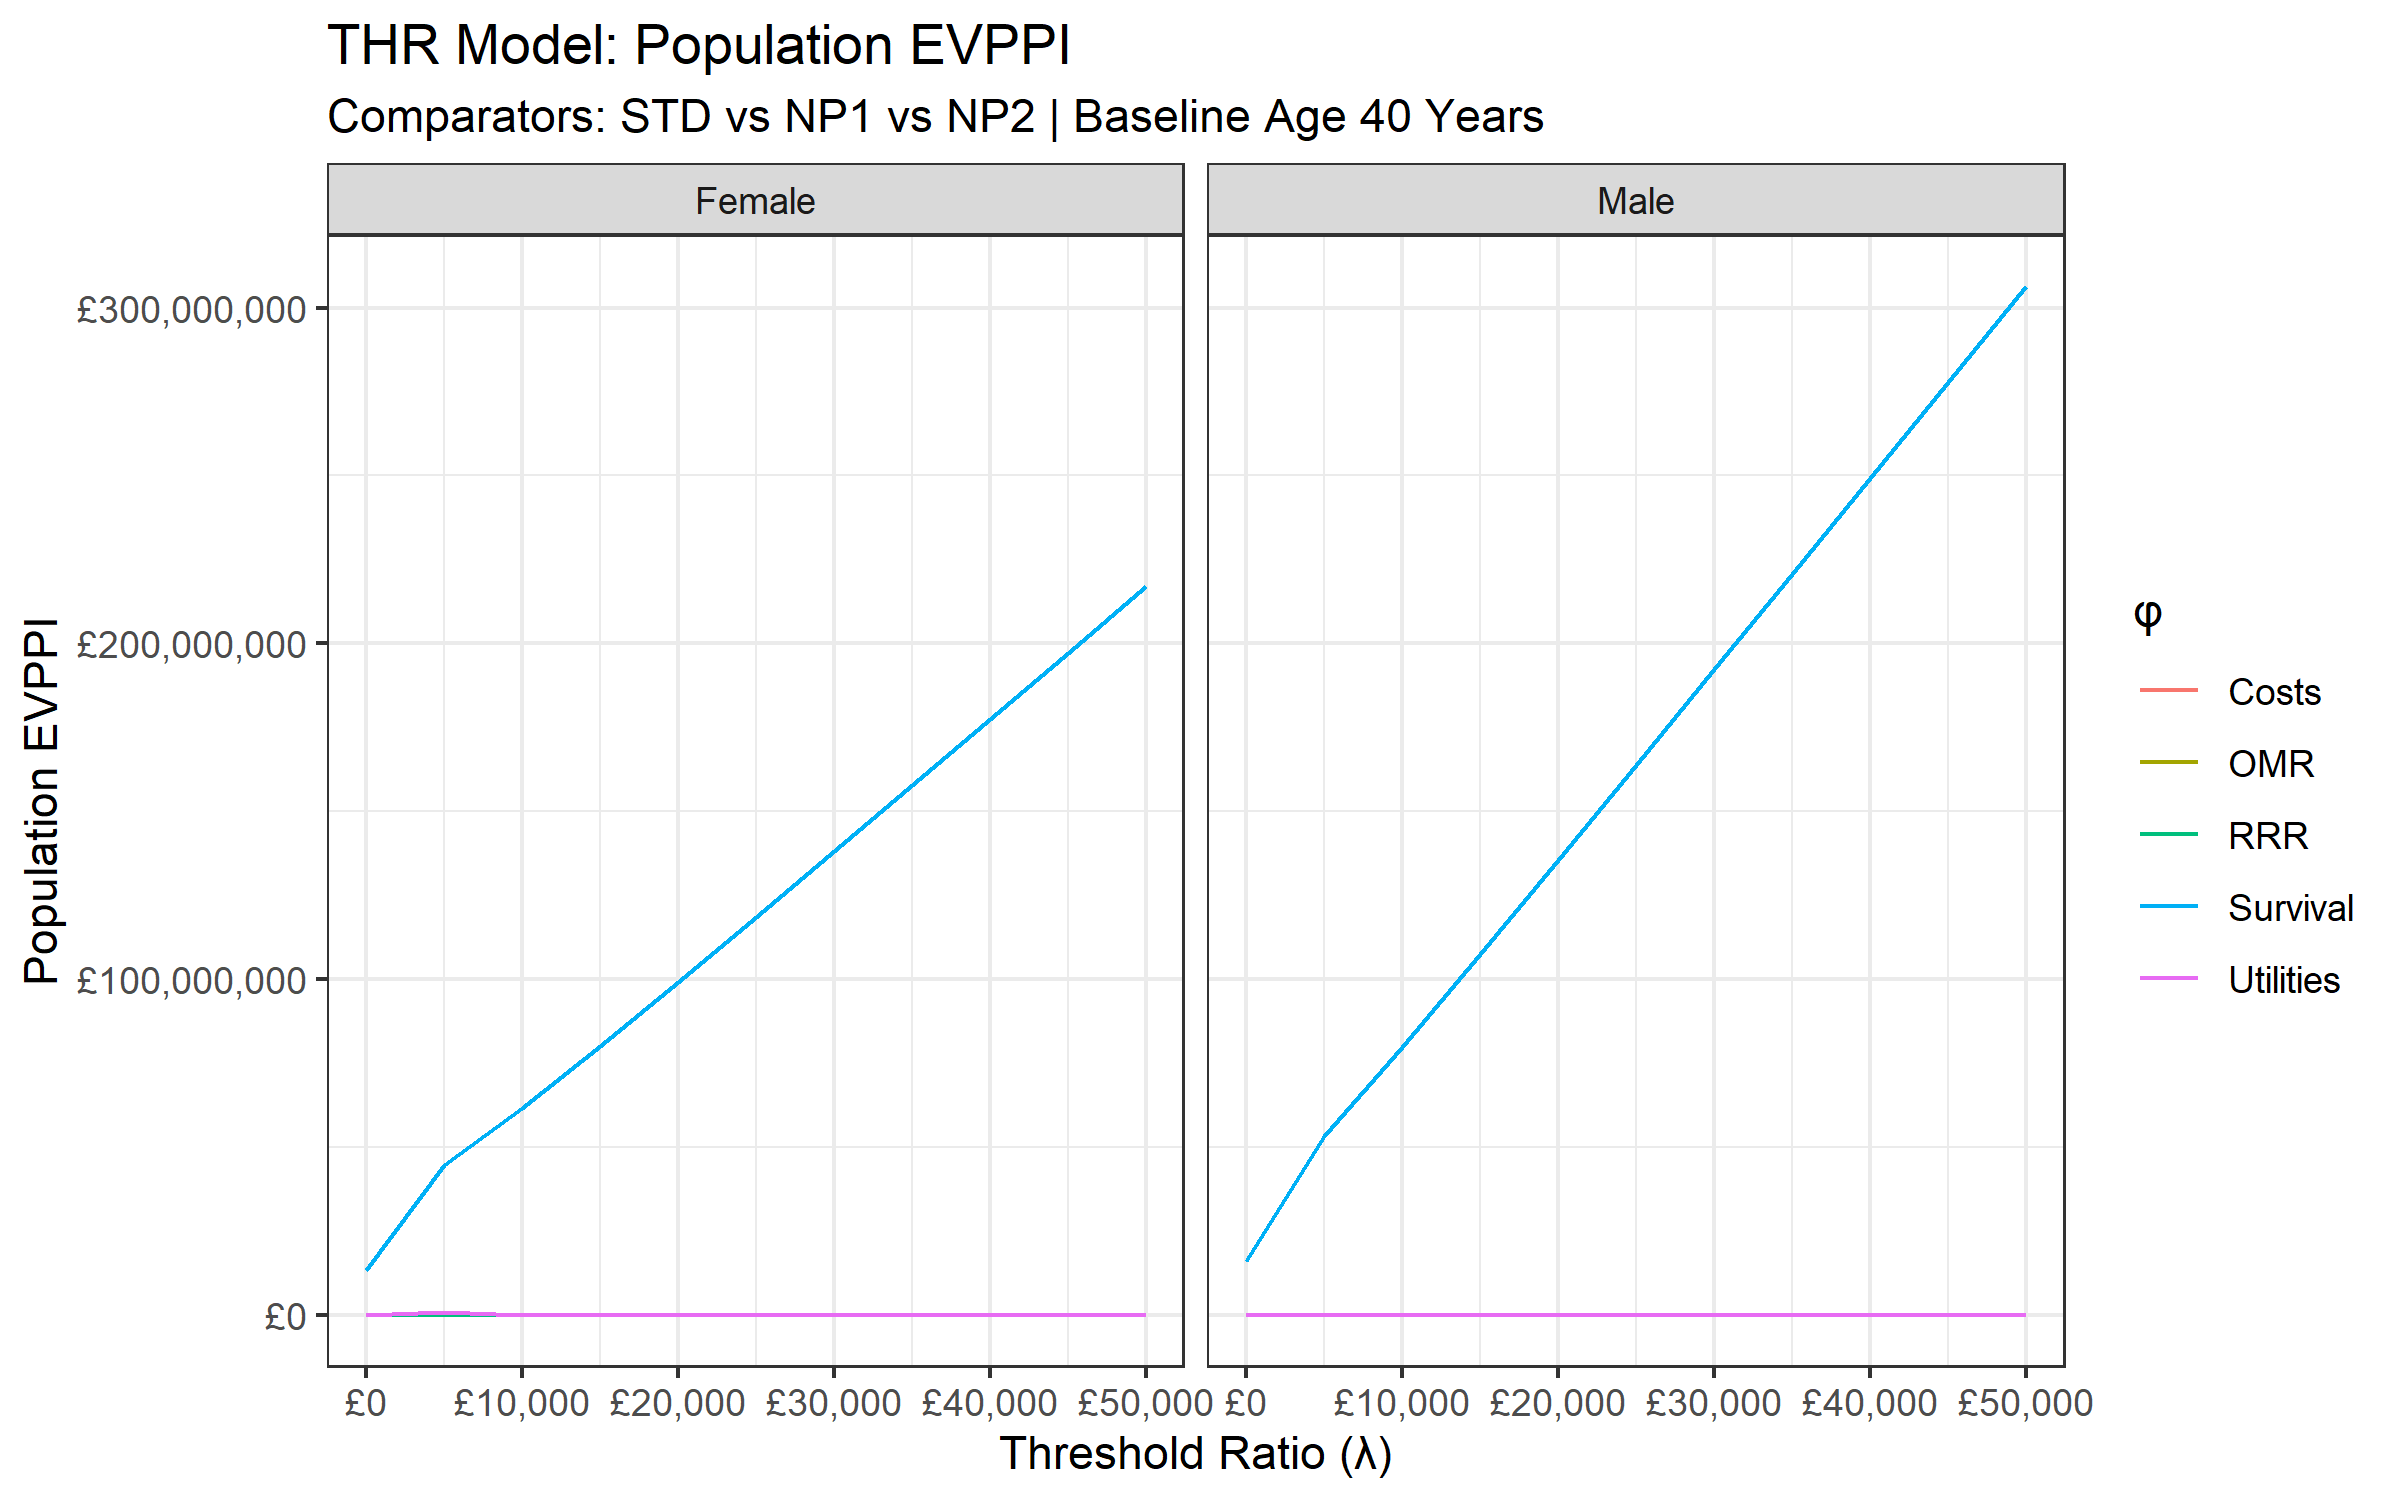 THR Model: Population EVPPI
Comparators: STD vs NP1 vs NP2 | Baseline Age 40 Years
Female
Male
Population EVPPI
£300,000,000
£200,000,000
£100,000,000
£0
£0 £10,000 £20,000 £30,000 £40,000 £50,000
£0 £10,000 £20,000 £30,000 £40,000 £50,000
Threshold Ratio (λ)
φ
Costs
OMR
RRR
Survival
Utilities